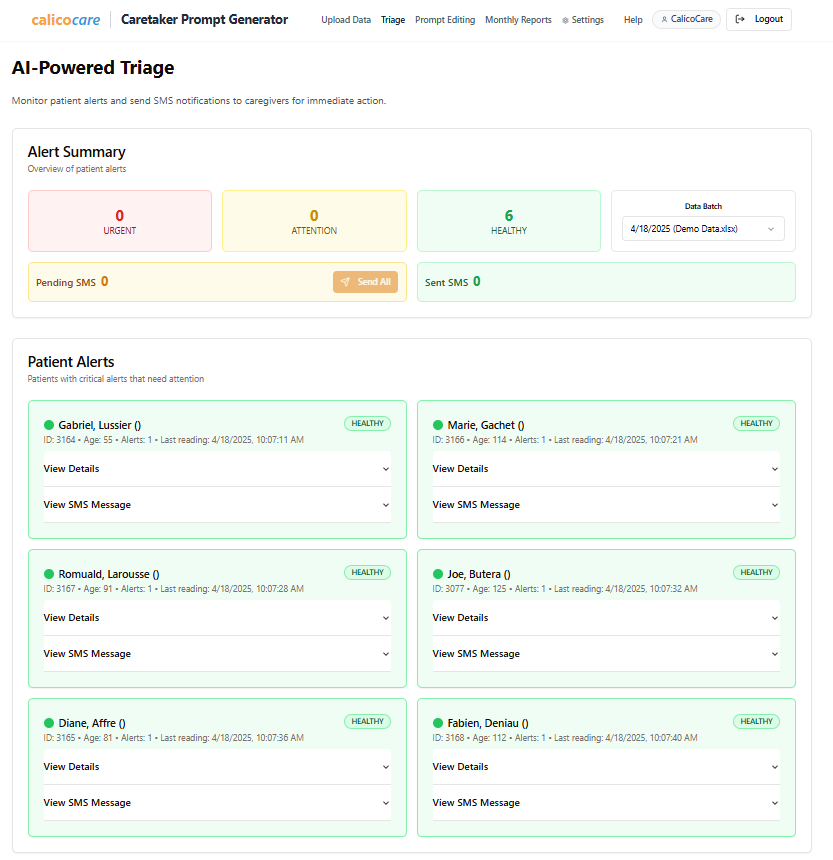 calicocare Caretaker Prompt Generator Upload Data Triage Prompt Editing Monthly Reports Settings Help CalicoCare Logout
AI-Powered Triage
Monitor patient alerts and send SMS notifications to caregivers for immediate action.
Alert Summary
Overview of patient alerts
0
URGENT
0
ATTENTION
6
HEALTHY
Data Batch
4/18/2025 (Demo Data.xlsx)
Pending SMS 0 Send All
Sent SMS 0
Patient Alerts
Patients with critical alerts that need attention
Gabriel, Lussier () HEALTHY
ID: 3164 • Age: 55 • Alerts: 1 • Last reading: 4/18/2025, 10:07:11 AM
View Details
View SMS Message
Marie, Gachet () HEALTHY
ID: 3166 • Age: 114 • Alerts: 1 • Last reading: 4/18/2025, 10:07:21 AM
View Details
View SMS Message
Romuald, Larousse () HEALTHY
ID: 3167 • Age: 91 • Alerts: 1 • Last reading: 4/18/2025, 10:07:28 AM
View Details
View SMS Message
Joe, Butera () HEALTHY
ID: 3077 • Age: 125 • Alerts: 1 • Last reading: 4/18/2025, 10:07:32 AM
View Details
View SMS Message
Diane, Affre () HEALTHY
ID: 3165 • Age: 81 • Alerts: 1 • Last reading: 4/18/2025, 10:07:36 AM
View Details
View SMS Message
Fabien, Deniau () HEALTHY
ID: 3168 • Age: 112 • Alerts: 1 • Last reading: 4/18/2025, 10:07:40 AM
View Details
View SMS Message